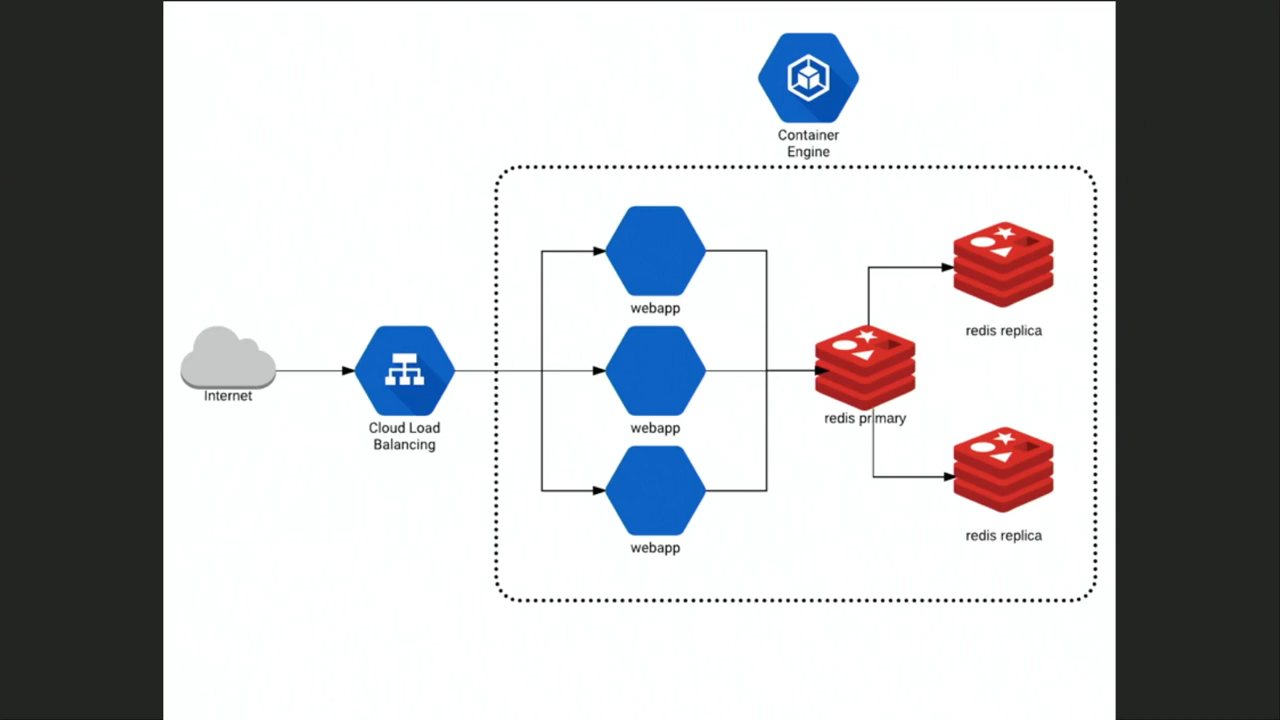 Container
Engine
webapp
redis replica
Internet
Cloud Load
Balancing
webapp
redis primary
webapp
redis replica